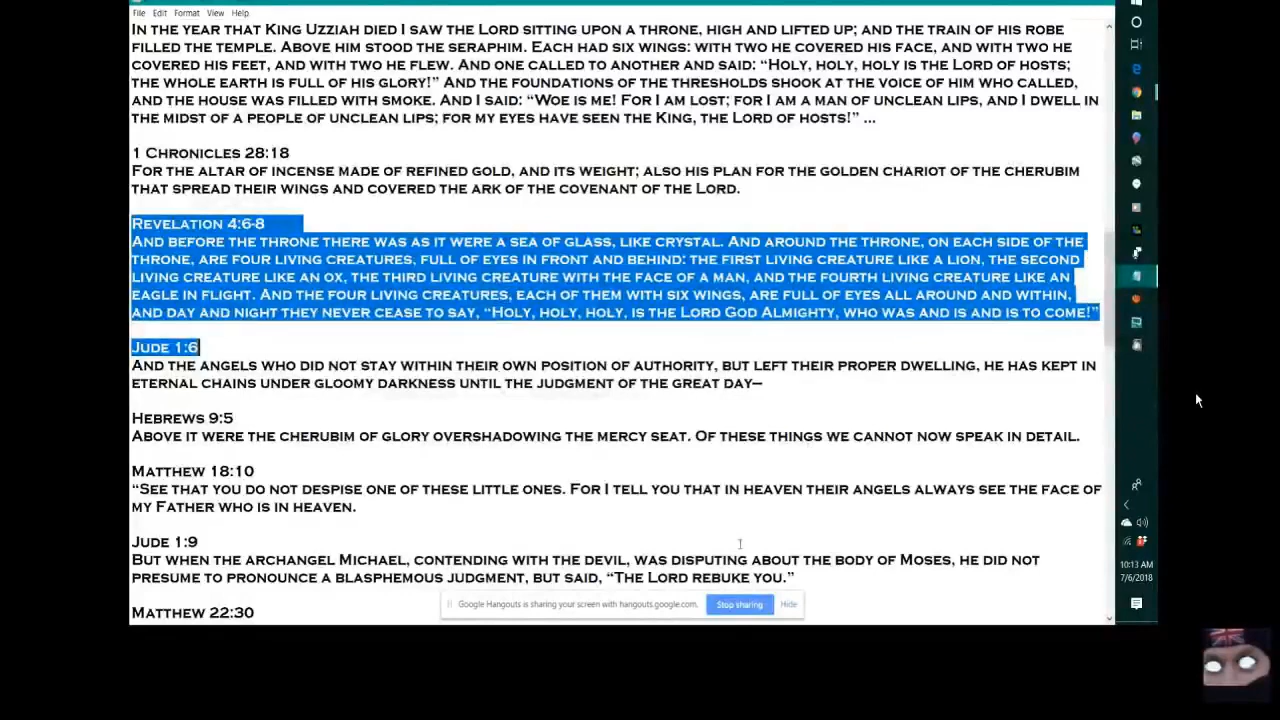 File Edit Format View Help
In the year that King Uzziah died I saw the Lord sitting upon a throne, high and lifted up; and the train of his robe
filled the temple. Above him stood the seraphim. Each had six wings: with two he covered his face, and with two he
covered his feet, and with two he flew. And one called to another and said: “Holy, holy, holy is the Lord of hosts;
the whole earth is full of his glory!” And the foundations of the thresholds shook at the voice of him who called,
and the house was filled with smoke. And I said: “Woe is me! For I am lost; for I am a man of unclean lips, and I dwell in
the midst of a people of unclean lips; for my eyes have seen the King, the Lord of hosts!” ...
1 Chronicles 28:18
For the altar of incense made of refined gold, and its weight; also his plan for the golden chariot of the cherubim
that spread their wings and covered the ark of the covenant of the Lord.
Revelation 4:6-8
And before the throne there was as it were a sea of glass, like crystal. And around the throne, on each side of the
throne, are four living creatures, full of eyes in front and behind: the first living creature like a lion, the second
living creature like an ox, the third living creature with the face of a man, and the fourth living creature like an
eagle in flight. And the four living creatures, each of them with six wings, are full of eyes all around and within,
and day and night they never cease to say, “Holy, holy, holy, is the Lord God Almighty, who was and is and is to come!”
Jude 1:6
And the angels who did not stay within their own position of authority, but left their proper dwelling, he has kept in
eternal chains under gloomy darkness until the judgment of the great day—
Hebrews 9:5
Above it were the cherubim of glory overshadowing the mercy seat. Of these things we cannot now speak in detail.
Matthew 18:10
“See that you do not despise one of these little ones. For I tell you that in heaven their angels always see the face of
my Father who is in heaven.
Jude 1:9
But when the archangel Michael, contending with the devil, was disputing about the body of Moses, he did not
presume to pronounce a blasphemous judgment, but said, “The Lord rebuke you.”
Matthew 22:30
Google Hangouts is sharing your screen with hangouts.google.com. Stop sharing Hide
10:13 AM
7/6/2018